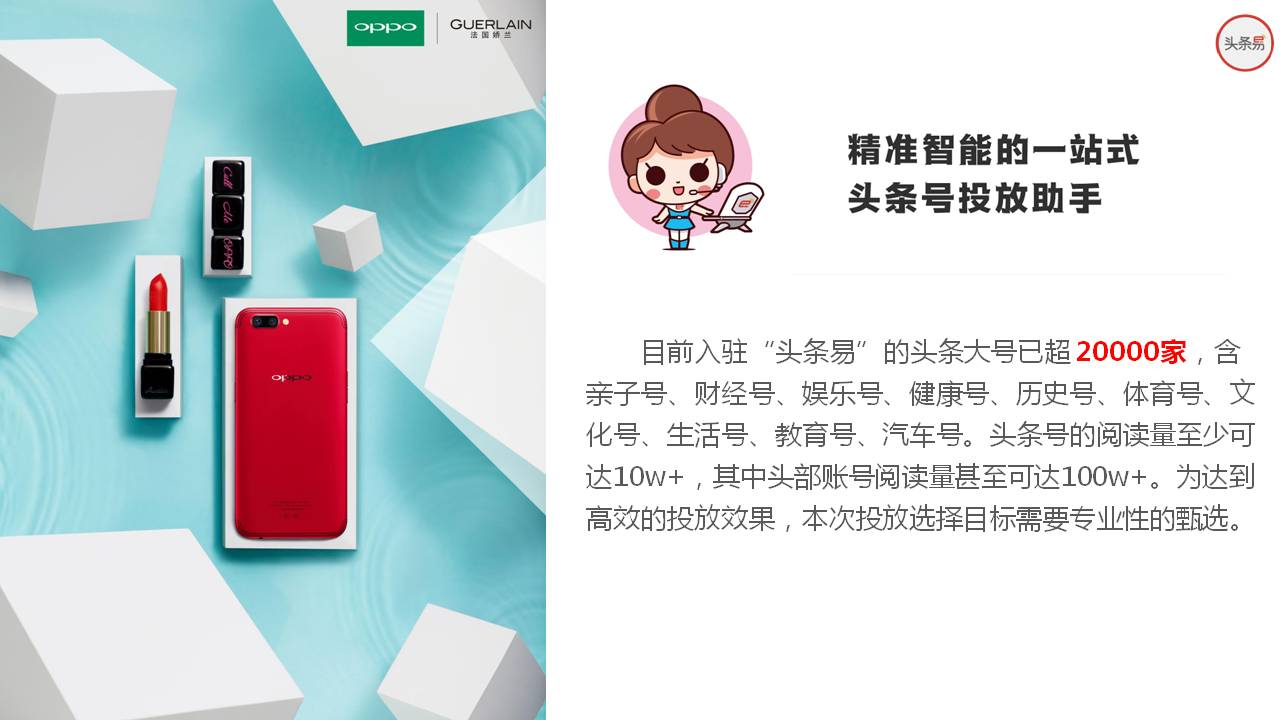 oppo
GUERLAIN
法国娇兰
头条易
Call
Me
OPPO
oppo
精准智能的一站式
头条号投放助手
目前入驻“头条易”的头条大号已超20000家，含
亲子号、财经号、娱乐号、健康号、历史号、体育号、文
化号、生活号、教育号、汽车号。头条号的阅读量至少可
达10w+，其中头部账号阅读量甚至可达100w+。为达到
高效的投放效果，本次投放选择目标需要专业性的甄选。